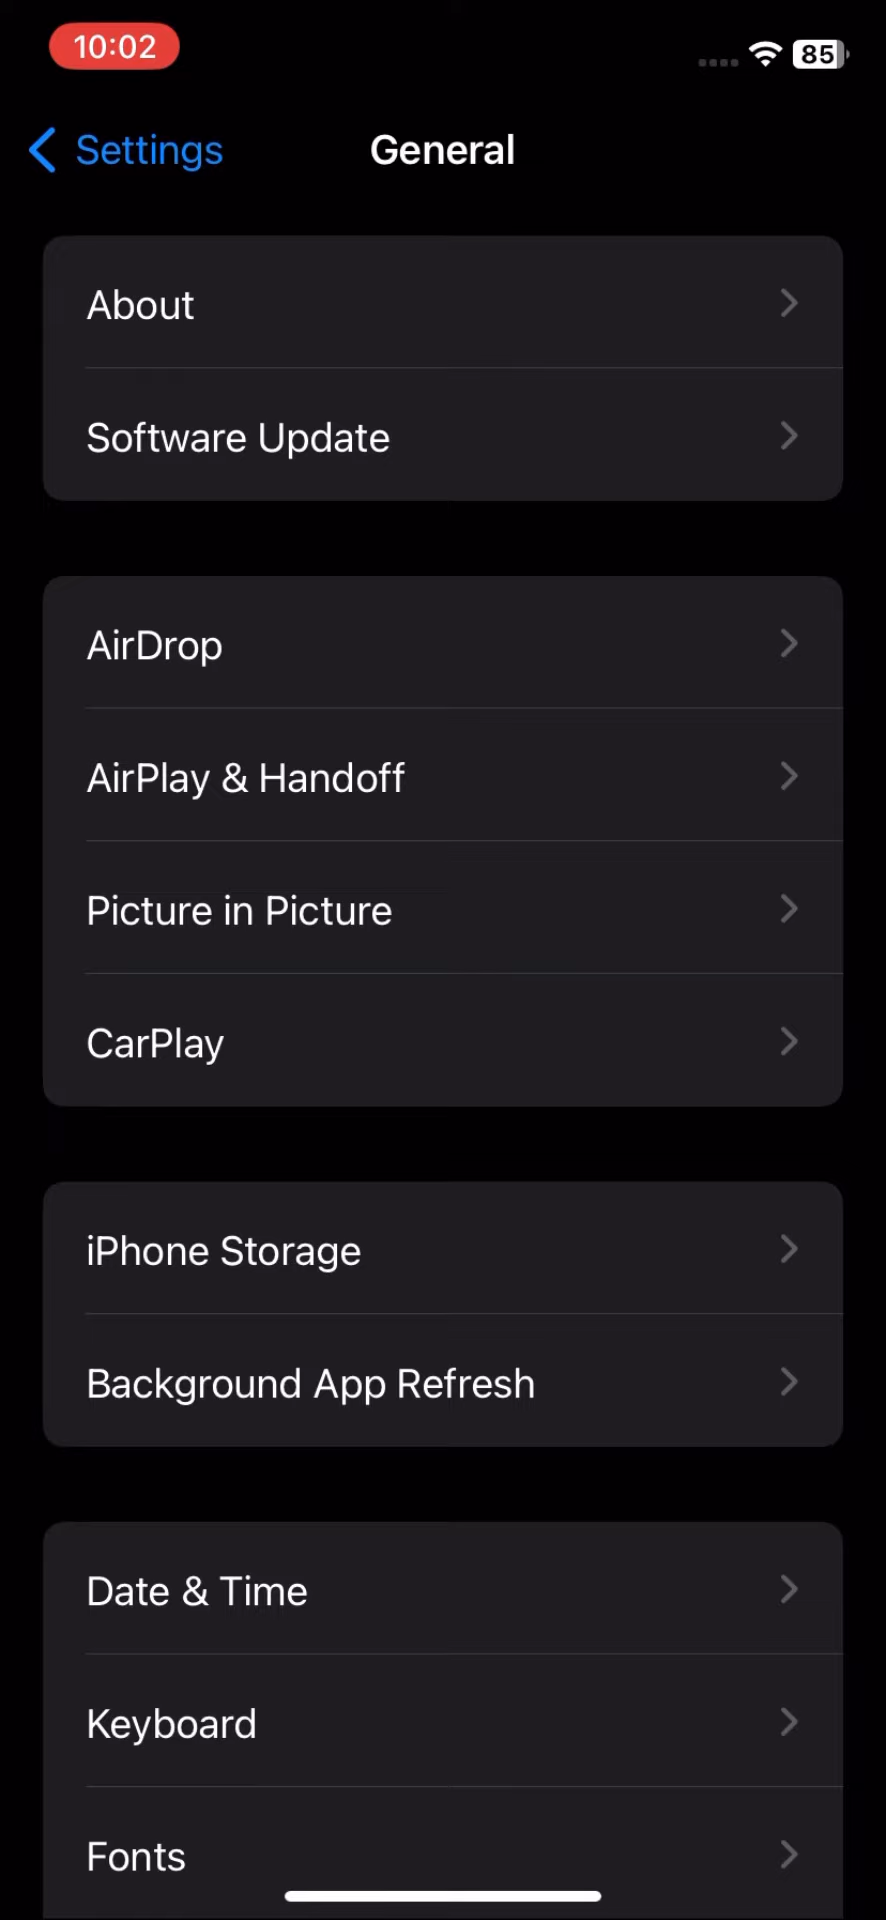 10:02
85
Settings
General
About
Software Update
AirDrop
AirPlay & Handoff
Picture in Picture
CarPlay
iPhone Storage
Background App Refresh
Date & Time
Keyboard
Fonts